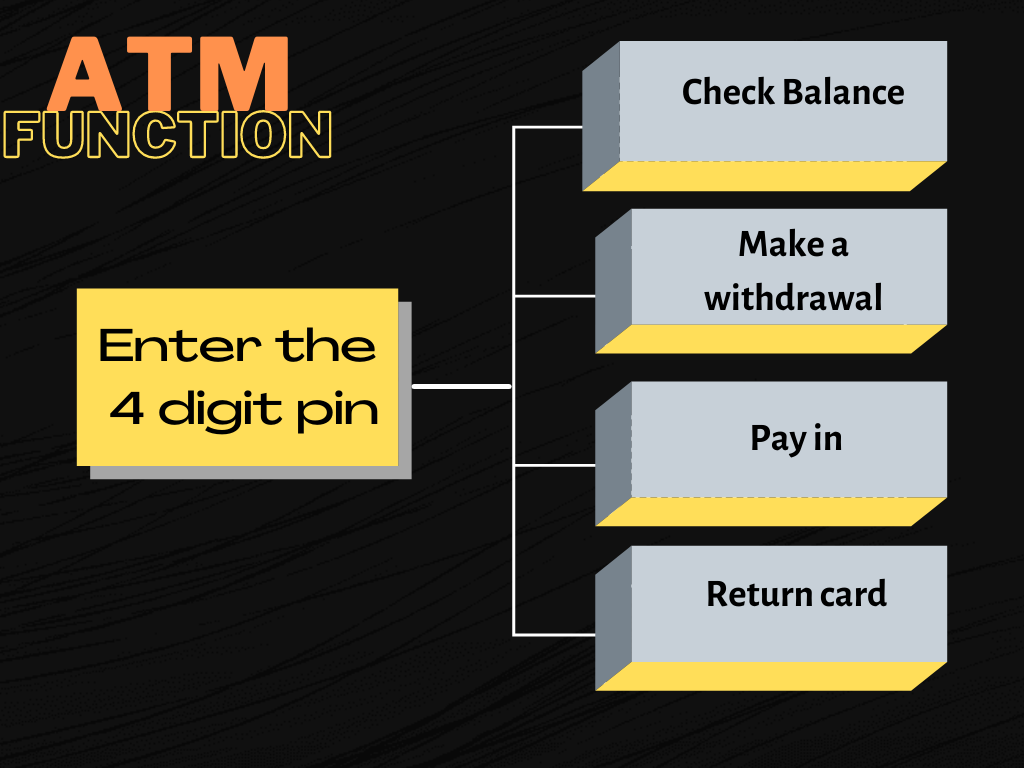 ATM
FUNCTION
Enter the
4 digit pin
Check Balance
Make a
withdrawal
Pay in
Return card